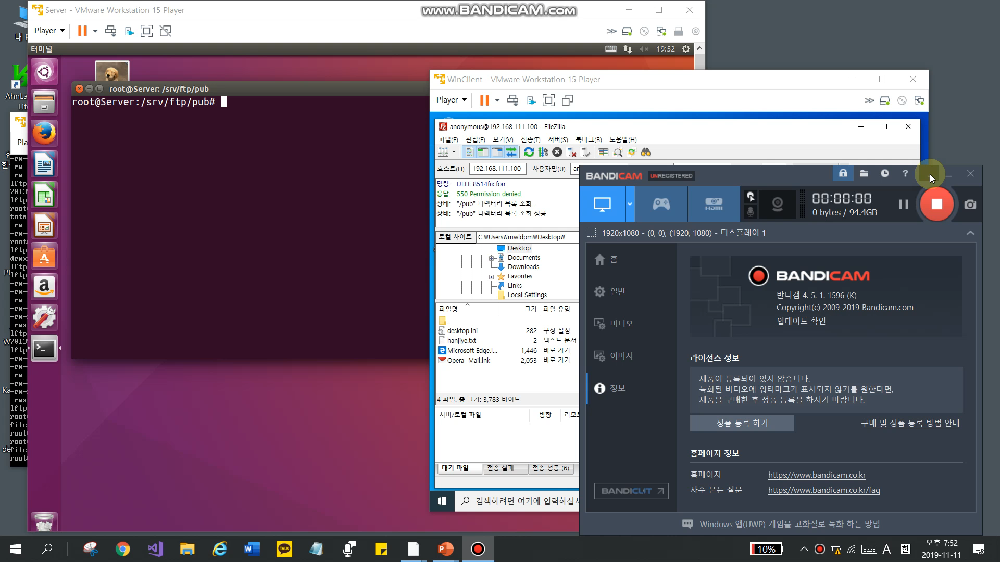 Server - VMware Workstation 15 Player
www.BANDICAM.com
Player
터미널
19:52
root@Server: /srv/ftp/pub
root@Server:/srv/ftp/pub#
WinClient - VMware Workstation 15 Player
Player
anonymous@192.168.111.100 - FileZilla
파일(F) 편집(E) 보기(V) 전송(T) 서버(S) 북마크(B) 도움말(H)
호스트(H): 192.168.111.100 사용자명(U): an
명령: DELE 8514fix.fon
응답: 550 Permission denied.
상태: "/pub" 디렉터리 목록 조회...
상태: "/pub" 디렉터리 목록 조회 성공
로컬 사이트: C:₩Users₩mwldpm₩Desktop₩
Desktop
Documents
Downloads
Favorites
Links
Local Settings
파일명 크기 파일 유형
..
desktop.ini 282 구성 설정
hanjiye.txt 2 텍스트 문서
Microsoft Edge.l... 1,446 바로 가기
Opera Mail.lnk 2,053 바로 가기
4 파일. 총 크기: 3,783 바이트
서버/로컬 파일 방향 리모트
대기 파일 전송 실패 전송 성공 (6)
검색하려면 여기에 입력하십시
BANDICAM UNREGISTERED
HDMI
00:00:00
0 bytes / 94.4GB
1920x1080 - (0, 0), (1920, 1080) - 디스플레이 1
홈
일반
비디오
이미지
정보
BANDICUT
BANDICAM
반디캠 4. 5. 1. 1596 (K)
Copyright(c) 2009-2019 Bandicam.com
업데이트 확인
라이선스 정보
제품이 등록되어 있지 않습니다.
녹화된 비디오에 워터마크가 표시되지 않기를 원한다면,
제품을 구매한 후 정품 등록을 하시기 바랍니다.
정품 등록 하기
구매 및 정품 등록 방법 안내
홈페이지 정보
홈페이지 https://www.bandicam.co.kr
자주 묻는 질문 https://www.bandicam.co.kr/faq
Windows 앱(UWP) 게임을 고화질로 녹화 하는 방법
내
AhnLa
Lit
Pla
-rw-
-rw-
-rw-
lftp
7013
lftp
root
tota
-rw-
root
lftp
drwx
lftp
TALK
10%
A
한
오후 7:52
2019-11-11